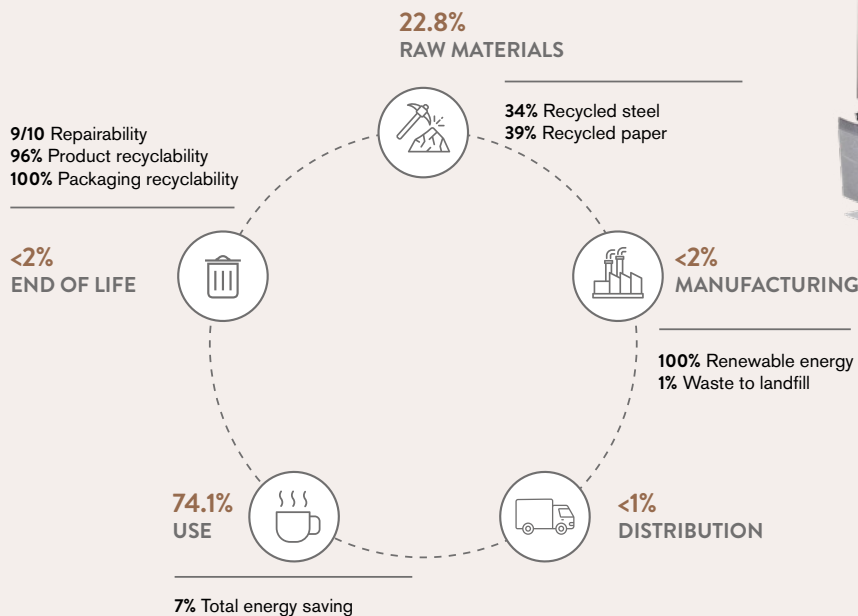 22.8%
RAW MATERIALS
34% Recycled steel
39% Recycled paper
9/10 Repairability
96% Product recyclability
100% Packaging recyclability
<2%
END OF LIFE
<2%
MANUFACTURING
100% Renewable energy
1% Waste to landfill
74.1%
USE
7% Total energy saving
<1%
DISTRIBUTION